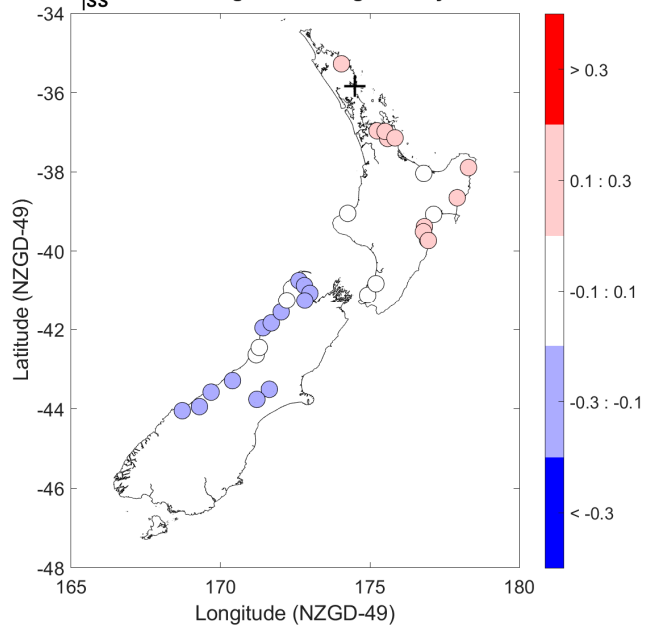 -34
-36
-38
-40
-42
-44
-46
-48
Latitude (NZGD-49)
165
170
175
180
Longitude (NZGD-49)
> 0.3
0.1 : 0.3
-0.1 : 0.1
-0.3 : -0.1
< -0.3